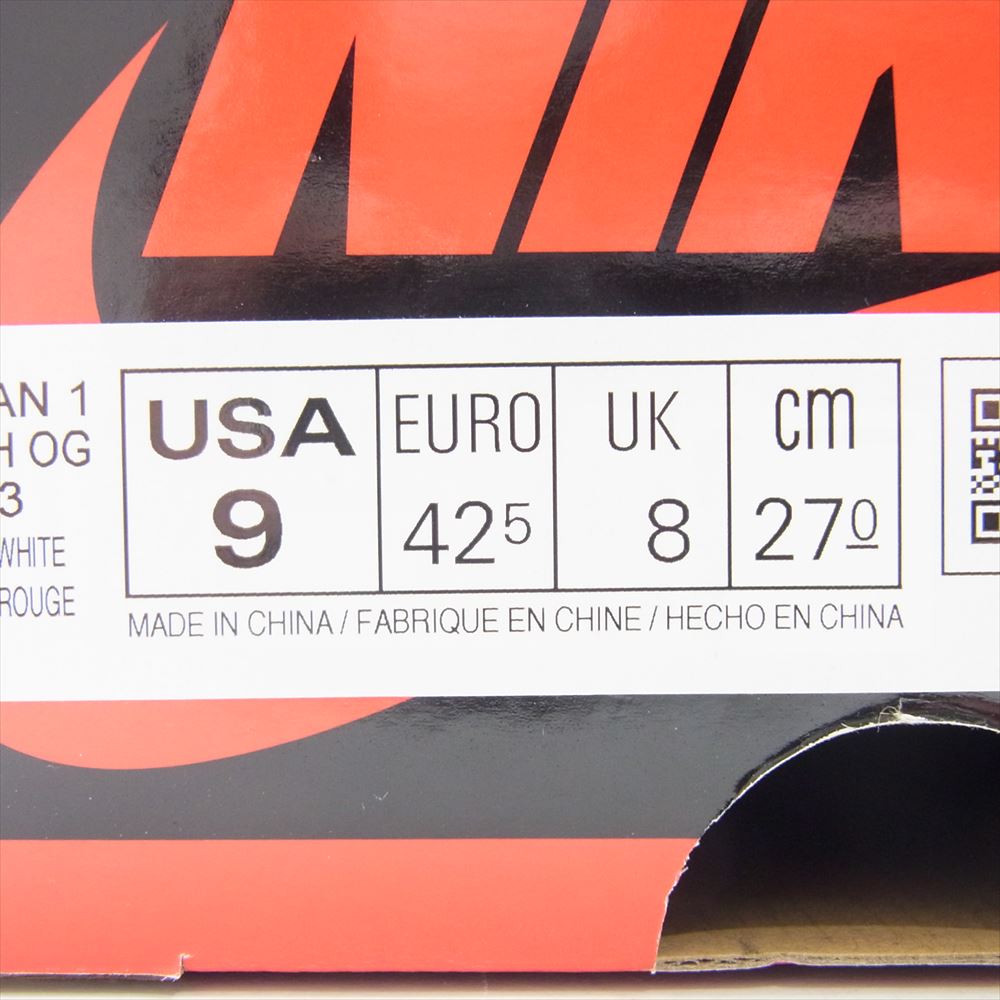 AN 1
H OG
3
WHITE
ROUGE
USA EURO UK cm
9 42 5 8 27 0
MADE IN CHINA / FABRIQUE EN CHINE / HECHO EN CHINA